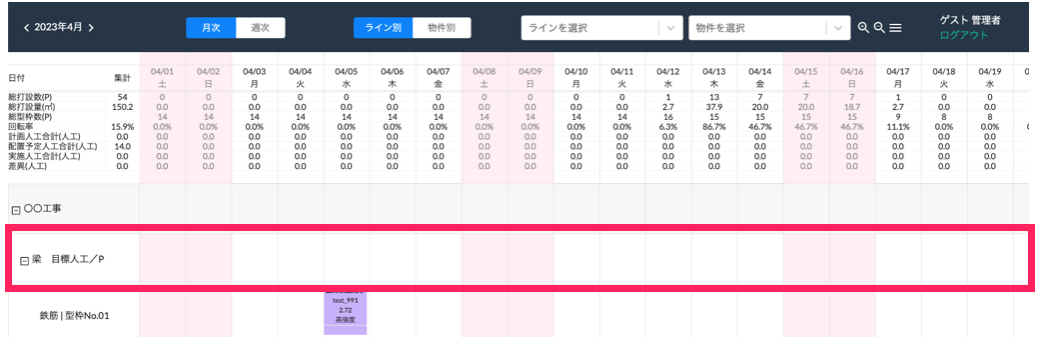 2023年4月 月次 週次 ライン別 物件別 ラインを選択 物件を選択 ゲスト 管理者
ログアウト
日付 集計 04/01 04/02 04/03 04/04 04/05 04/06 04/07 04/08 04/09 04/10 04/11 04/12 04/13 04/14 04/15 04/16 04/17 04/18 04/19
土 日 月 火 水 木 金 土 日 月 火 水 木 金 土 日 月 火 水
総打設数(P) 54 0 0 0 0 0 0 0 0 0 0 0 1 13 7 7 7 1 0 0
総打設量(㎥) 150.2 0.0 0.0 0.0 0.0 0.0 0.0 0.0 0.0 0.0 0.0 0.0 2.7 37.9 20.0 20.0 18.7 2.7 0.0 0.0
総型枠数(P) 14 14 14 14 14 14 14 14 14 14 14 16 15 15 15 15 9 8 8
回転率 15.9% 0.0% 0.0% 0.0% 0.0% 0.0% 0.0% 0.0% 0.0% 0.0% 0.0% 0.0% 6.3% 86.7% 46.7% 46.7% 46.7% 11.1% 0.0% 0.0%
計画人工合計(人工) 0.0 0.0 0.0 0.0 0.0 0.0 0.0 0.0 0.0 0.0 0.0 0.0 0.0 0.0 0.0 0.0 0.0 0.0 0.0 0.0
配置予定人工合計(人工) 14.0 0.0 0.0 0.0 0.0 0.0 0.0 0.0 0.0 0.0 0.0 0.0 0.0 0.0 0.0 0.0 0.0 0.0 0.0 0.0
実施人工合計(人工) 0.0 0.0 0.0 0.0 0.0 0.0 0.0 0.0 0.0 0.0 0.0 0.0 0.0 0.0 0.0 0.0 0.0 0.0 0.0 0.0
差異(人工) 0.0 0.0 0.0 0.0 0.0 0.0 0.0 0.0 0.0 0.0 0.0 0.0 0.0 0.0 0.0 0.0 0.0 0.0 0.0 0.0
〇〇工事
梁 目標人工／P
test_991
2.72
高強度
鉄筋 | 型枠No.01